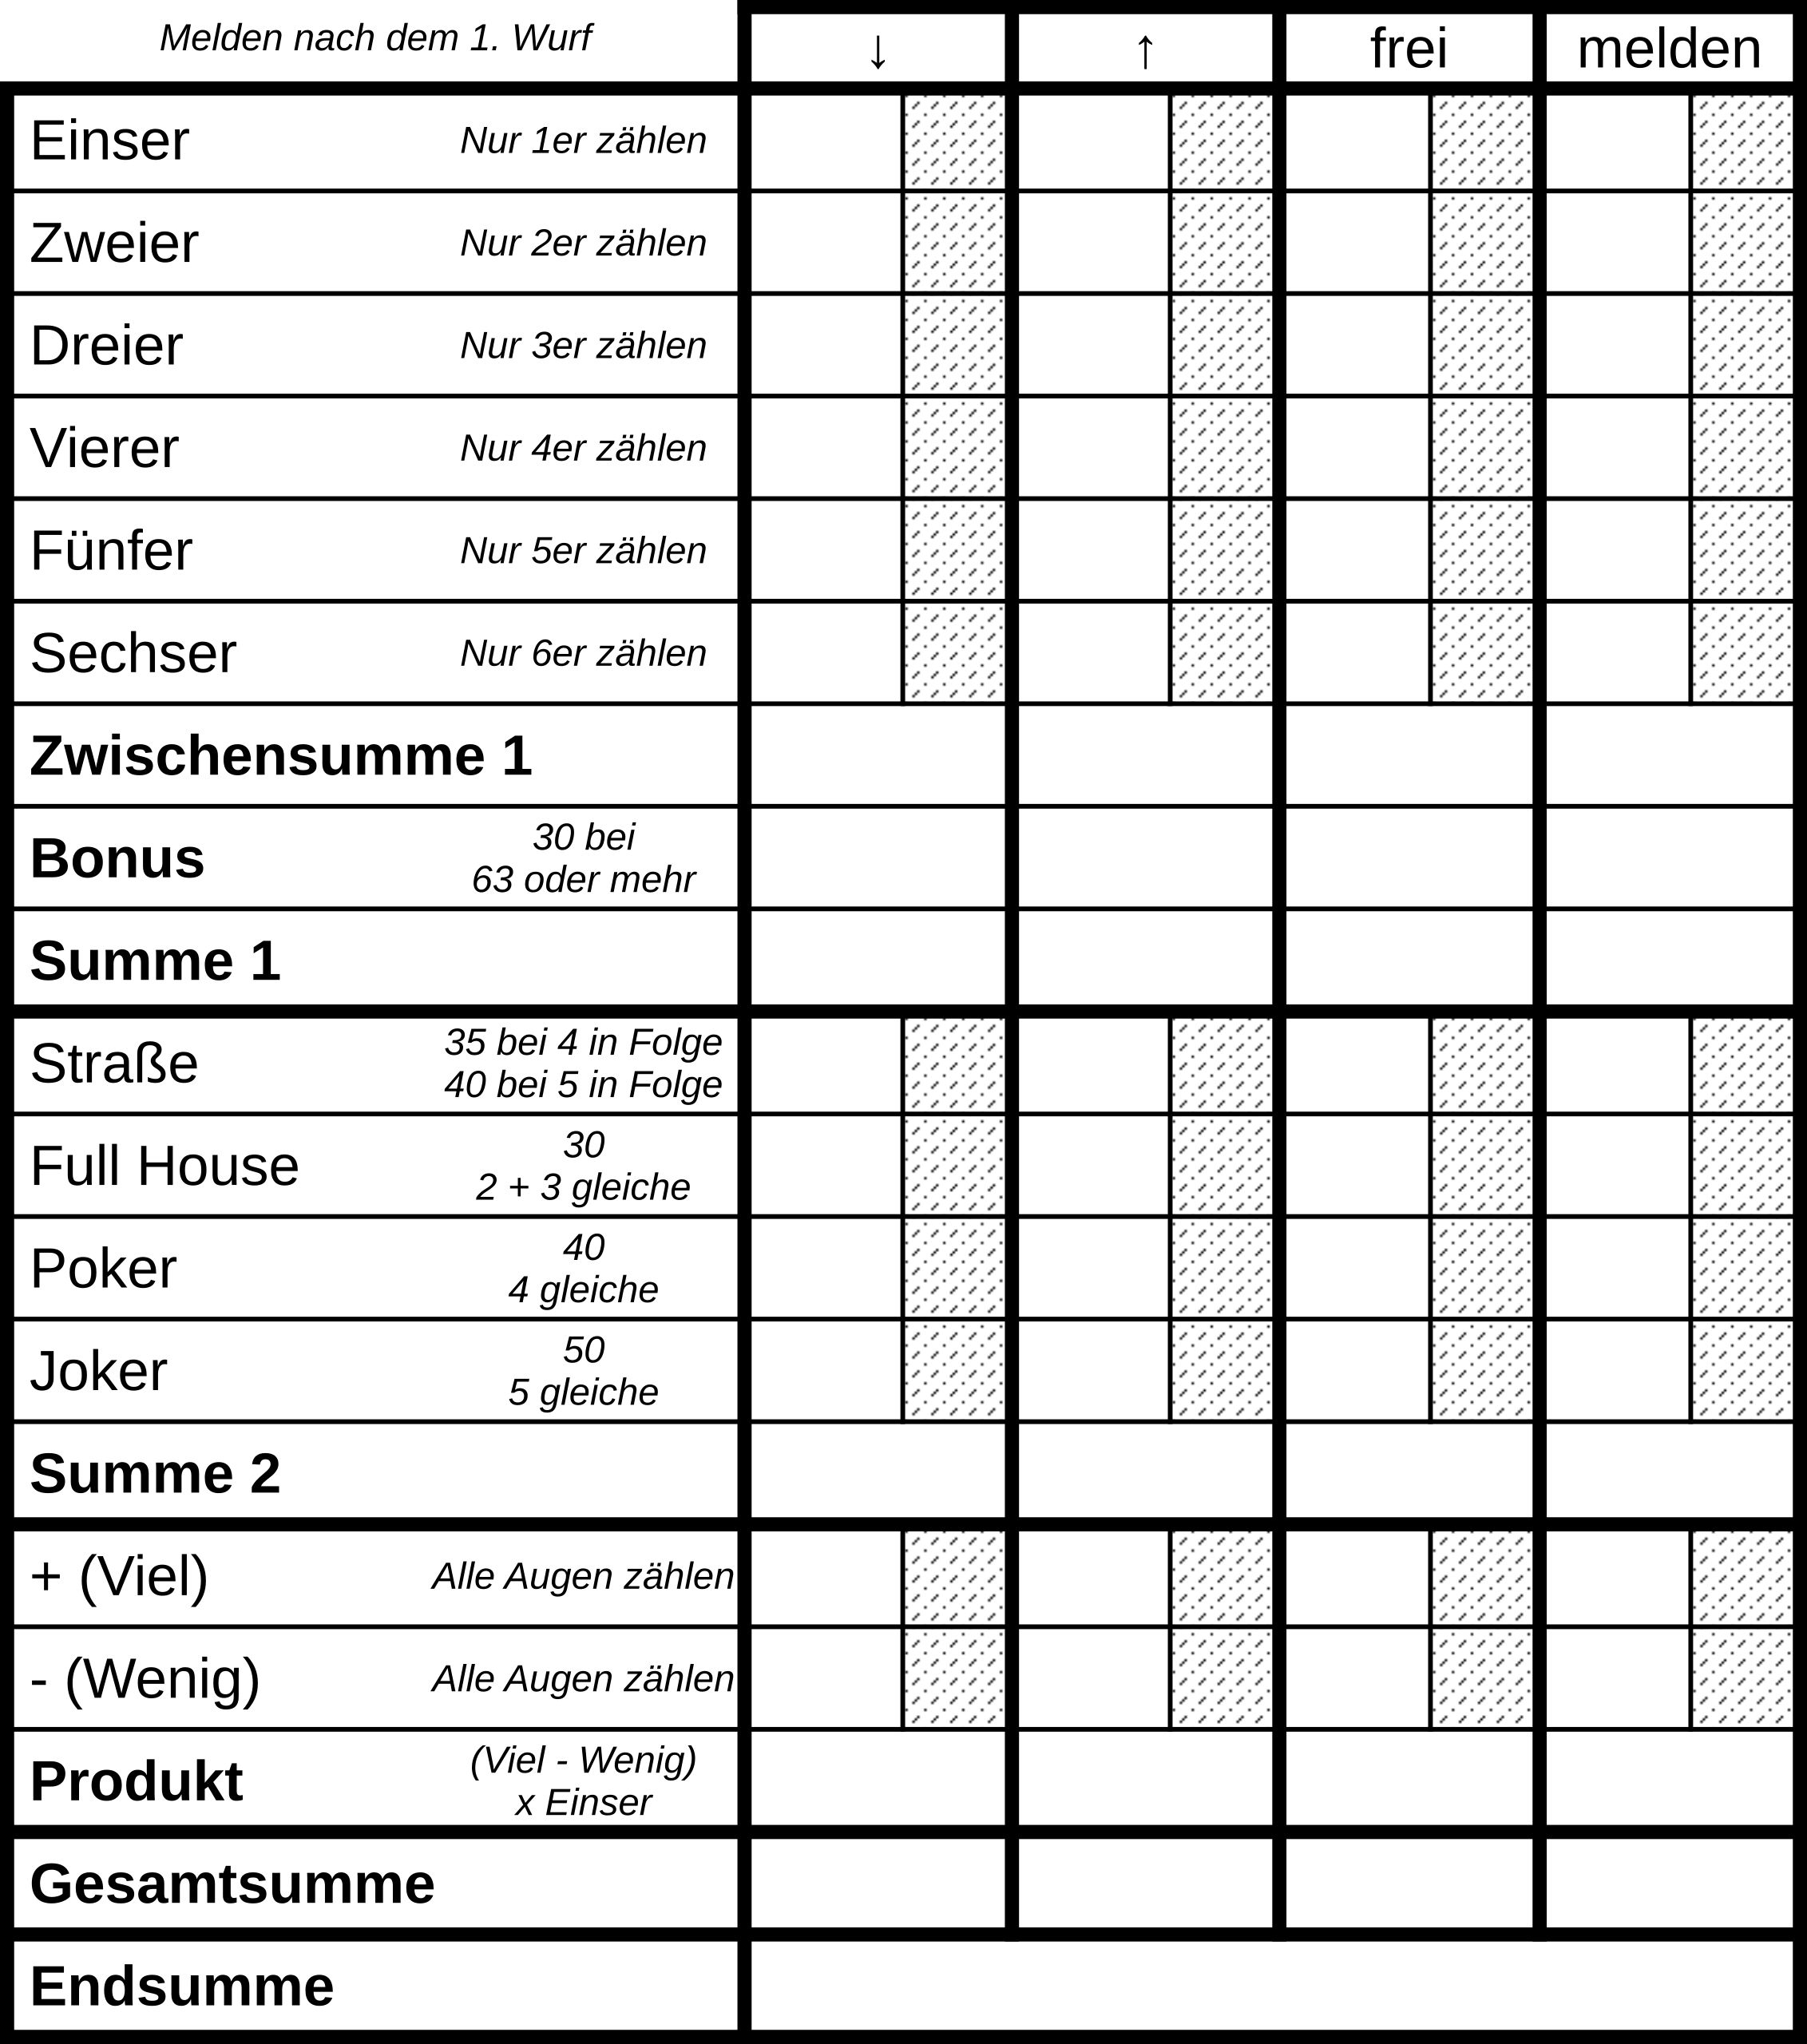 Melden nach dem 1. Wurf ↓ ↑ frei melden
Einser Nur 1er zählen
Zweier Nur 2er zählen
Dreier Nur 3er zählen
Vierer Nur 4er zählen
Fünfer Nur 5er zählen
Sechser Nur 6er zählen
Zwischensumme 1
Bonus 30 bei
63 oder mehr
Summe 1
Straße 35 bei 4 in Folge
40 bei 5 in Folge
Full House 30
2 + 3 gleiche
Poker 40
4 gleiche
Joker 50
5 gleiche
Summe 2
+ (Viel) Alle Augen zählen
- (Wenig) Alle Augen zählen
Produkt (Viel - Wenig)
x Einser
Gesamtsumme
Endsumme